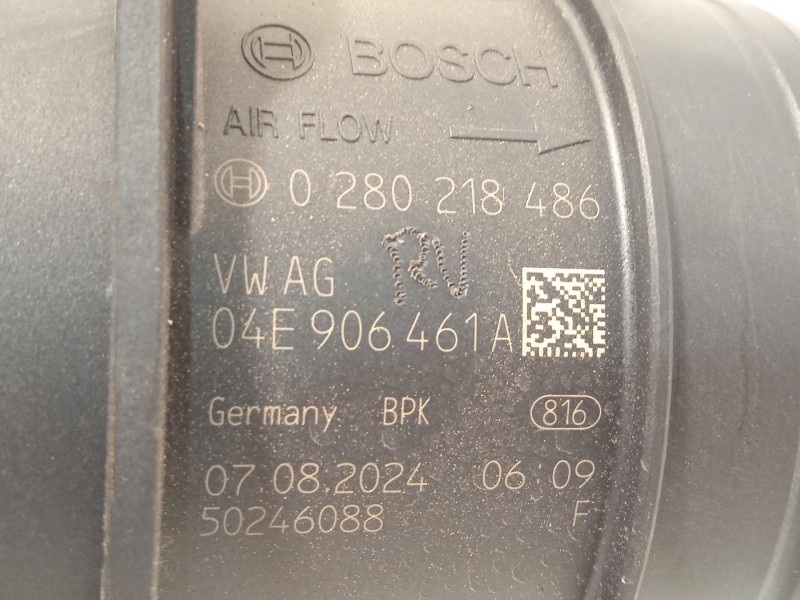 BOSCH
AIR FLOW
0 280 218 486
VW AG
04E 906 461 A
Germany BPK 816
07.08.2024 06:09
50246088 F